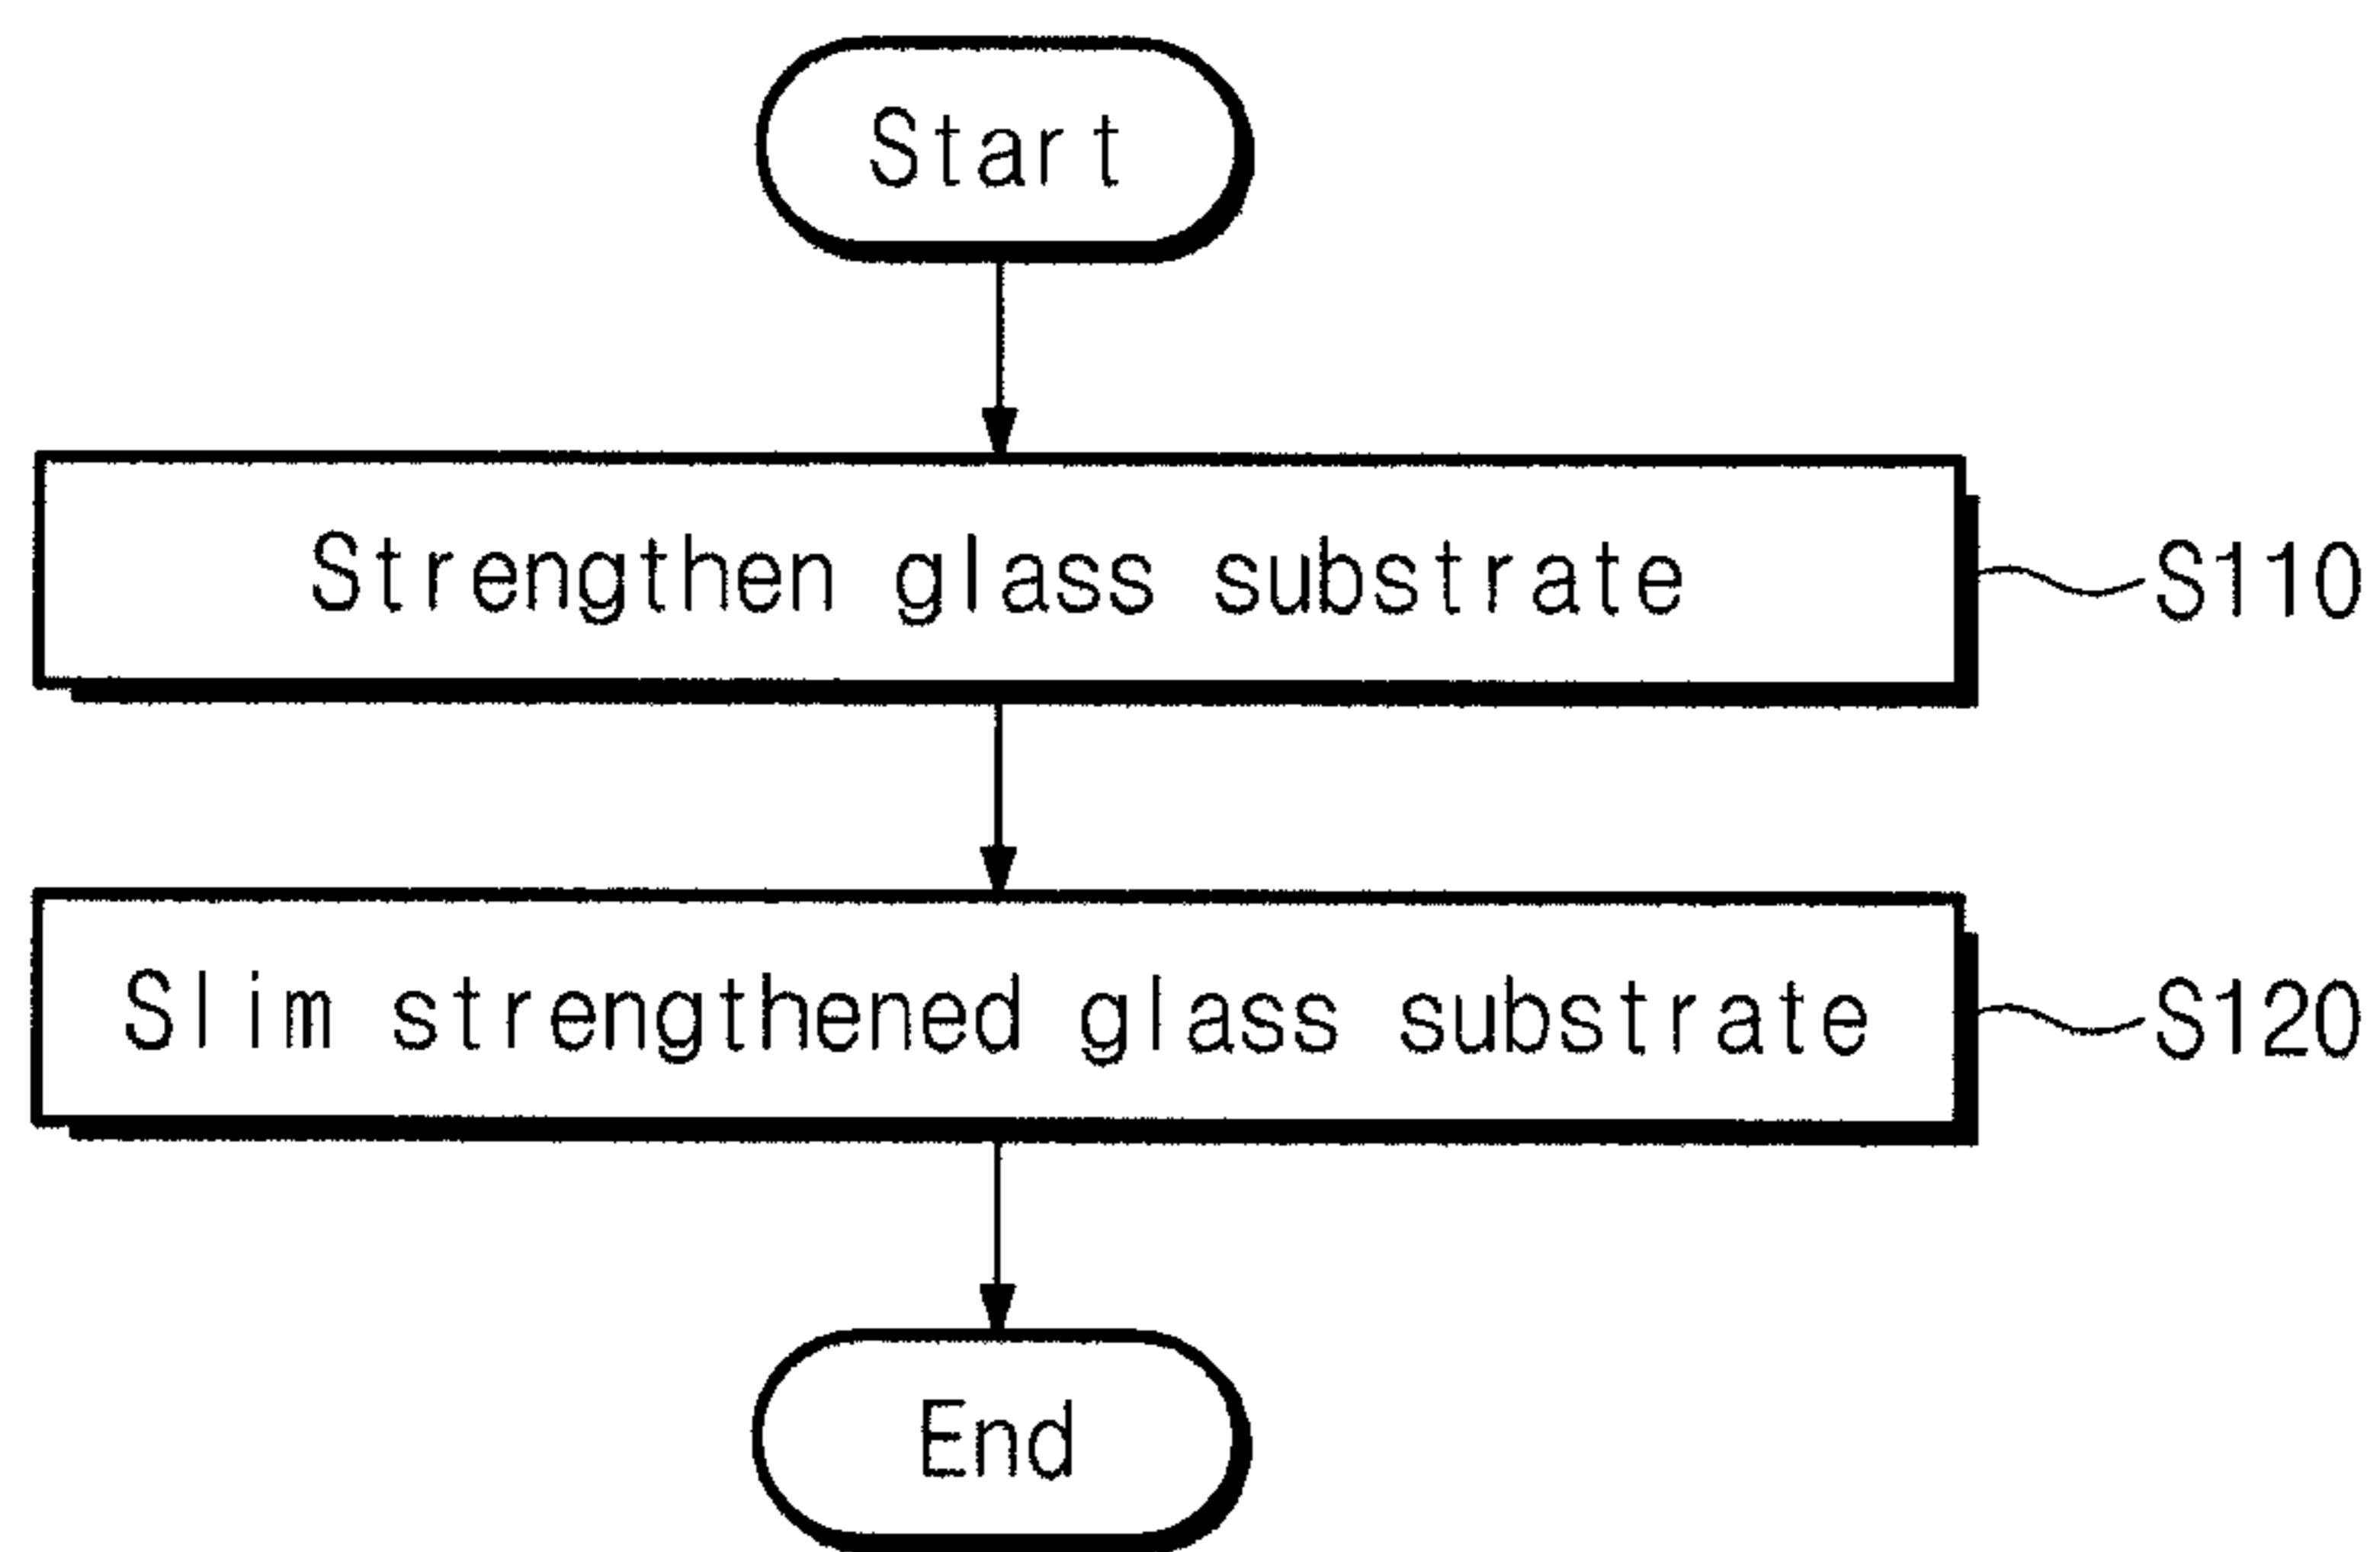 Start
Strengthen glass substrate
S110
Slim strengthened glass substrate
S120
End